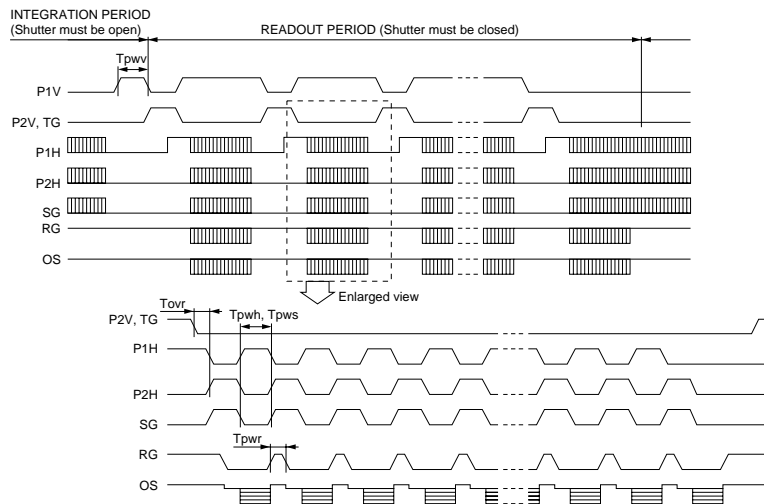 INTEGRATION PERIOD
(Shutter must be open)
READOUT PERIOD (Shutter must be closed)
Tpwv
P1V
P2V, TG
P1H
P2H
SG
RG
OS
Enlarged view
Tovr
Tpwh, Tpws
P2V, TG
P1H
P2H
SG
Tpwr
RG
OS